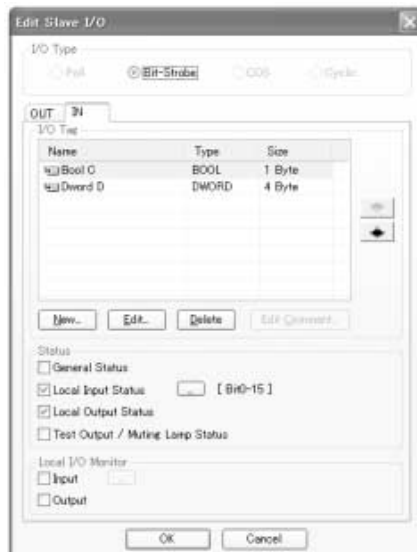 Edit Slave I/O
I/O Type
Poll Bit-Strobe COS Cyclic
OUT IN
I/O Tag
Name Type Size
Bool C BOOL 1 Byte
Dword D DWORD 4 Byte
New... Edit... Delete Edit Comment...
Status
General Status
Local Input Status ... [ Bit0-15 ]
Local Output Status
Test Output / Muting Lamp Status
Local I/O Monitor
Input ...
Output
OK Cancel